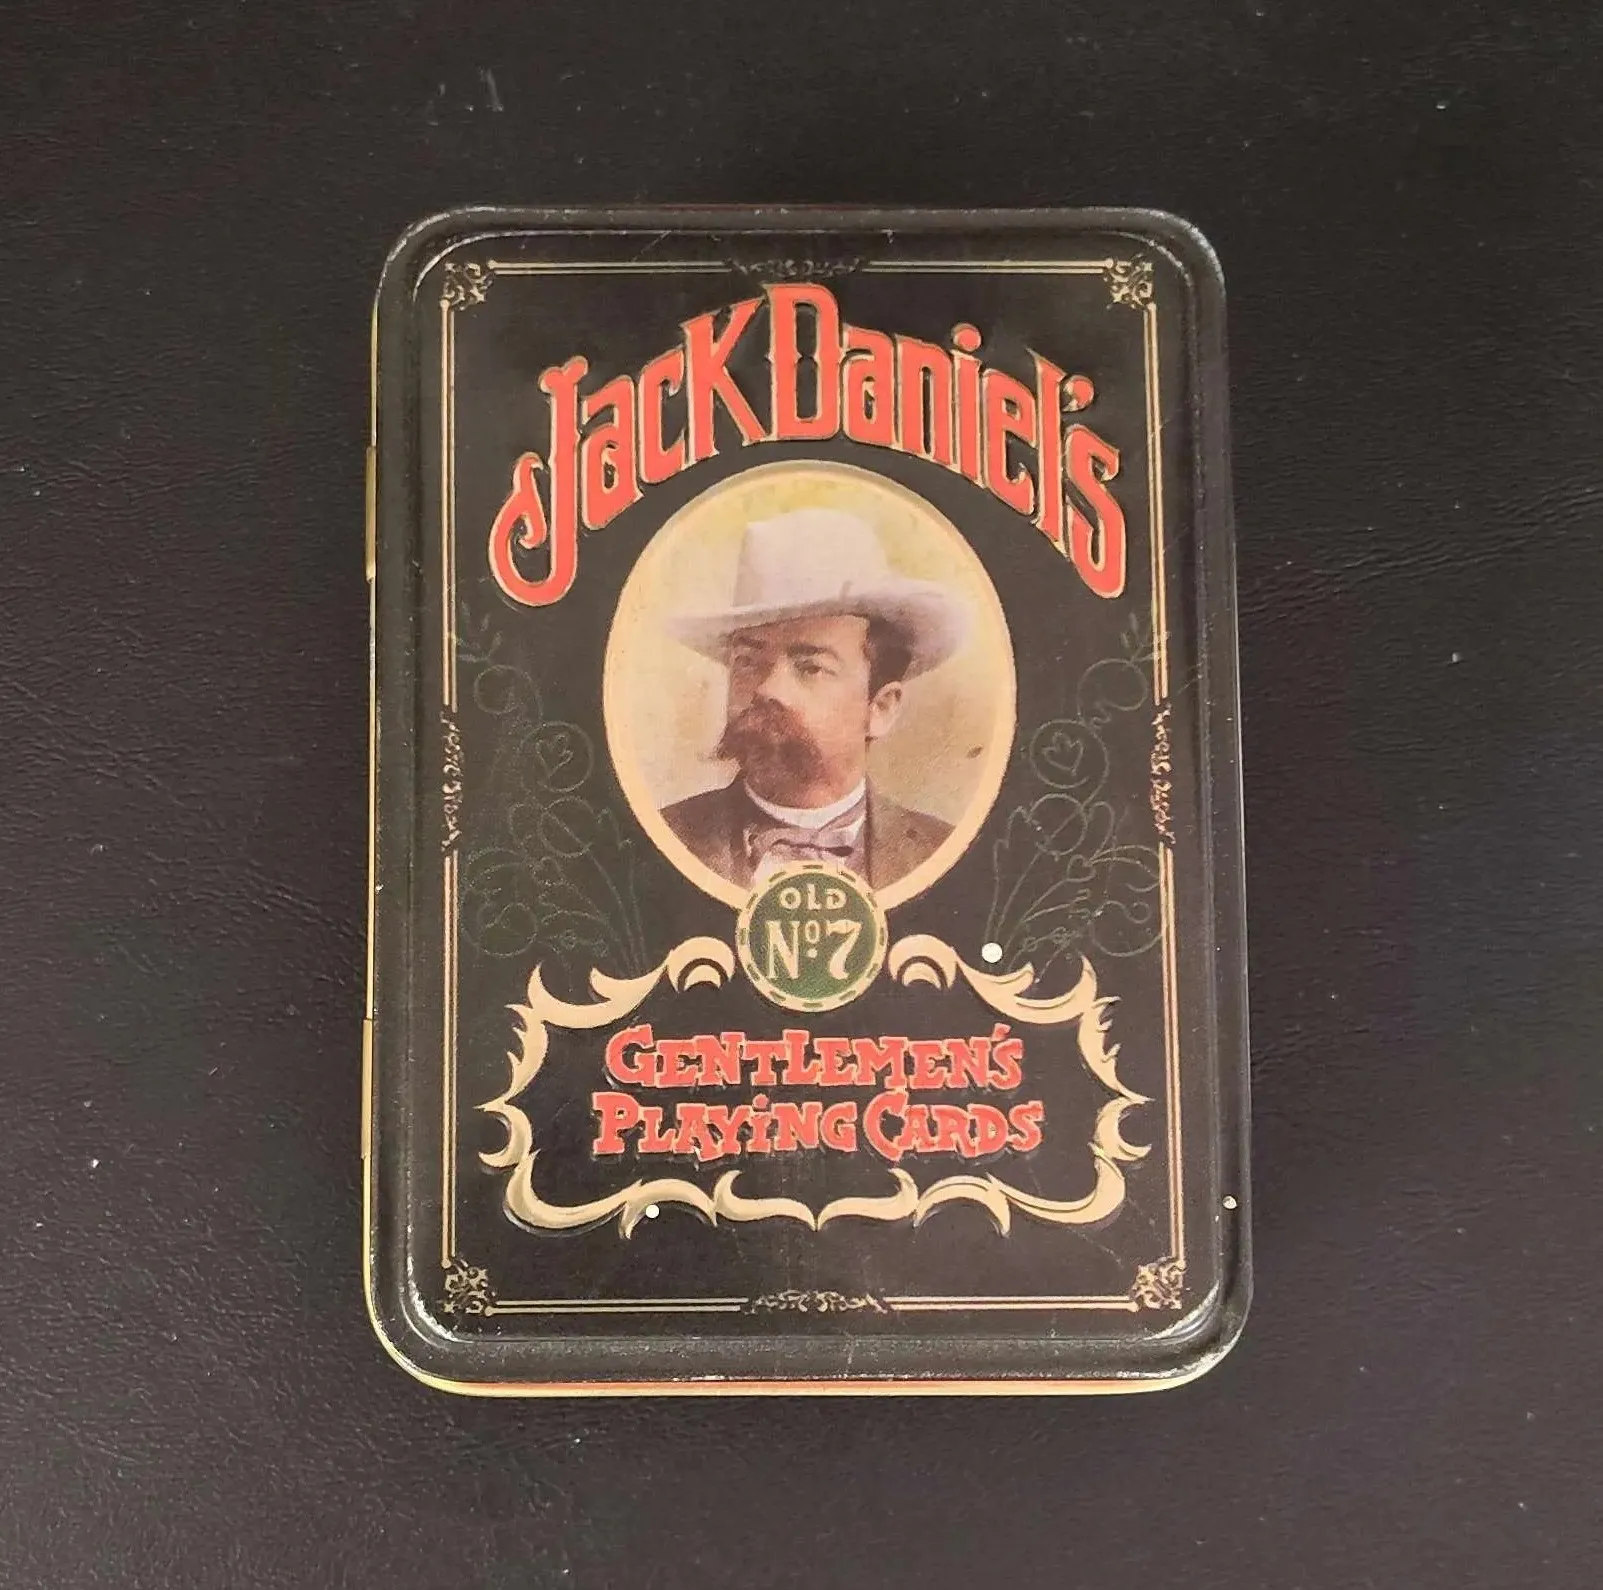 Jack Daniel's
OLD
No. 7
GENTLEMEN'S
PLAYING CARDS